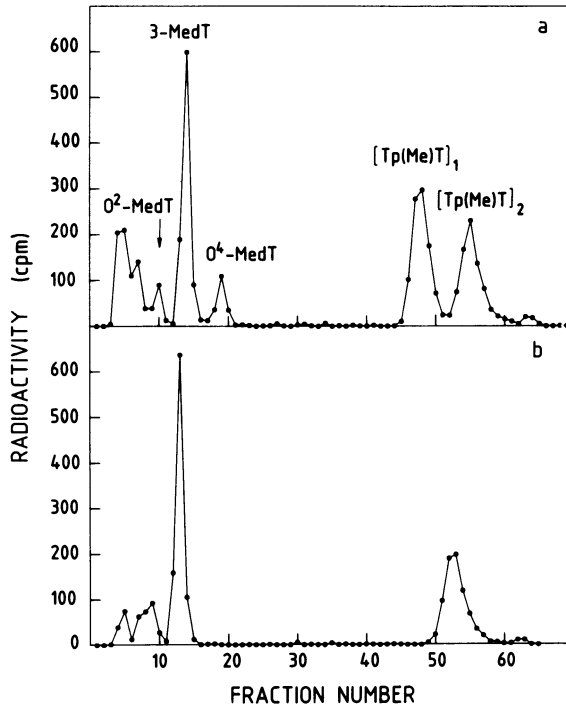 a
3-MedT
600
500
400
300
200
100
O²-MedT
O⁴-MedT
[Tp(Me)T]₁
[Tp(Me)T]₂
RADIOACTIVITY (cpm)
b
600
500
400
300
200
100
0
10 20 30 40 50 60
FRACTION NUMBER